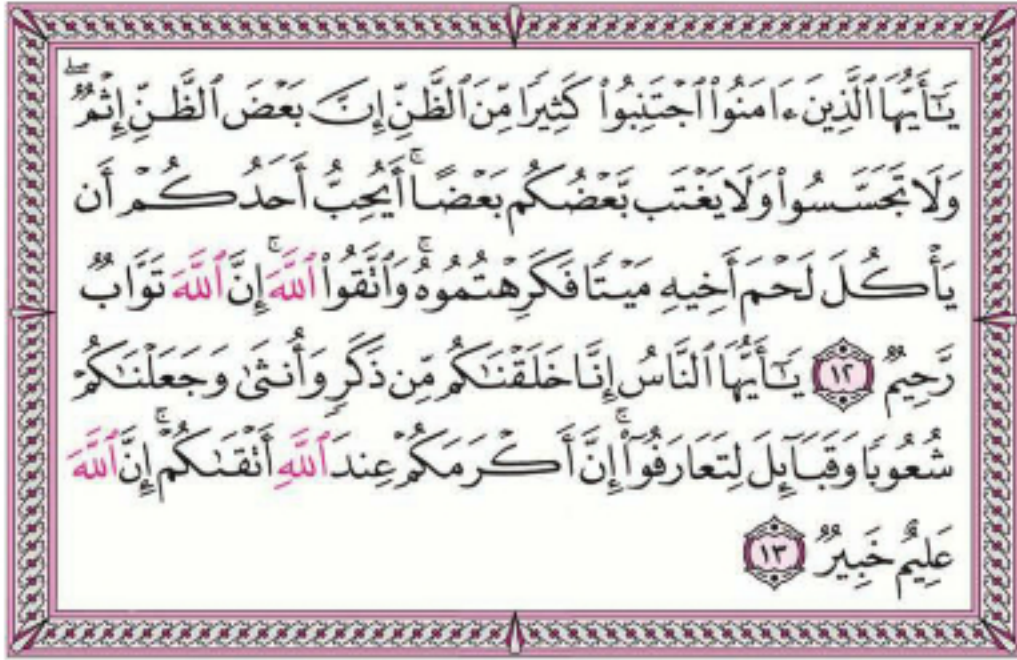 يَـٰٓأَيُّهَا ٱلَّذِينَ ءَامَنُوا۟ ٱجْتَنِبُوا۟ كَثِيرًا مِّنَ ٱلظَّنِّ إِنَّ بَعْضَ ٱلظَّنِّ إِثْمٌ ۖ
وَلَا تَجَسَّسُوا۟ وَلَا يَغْتَب بَّعْضُكُم بَعْضًا ۚ أَيُحِبُّ أَحَدُكُمْ أَن
يَأْكُلَ لَحْمَ أَخِيهِ مَيْتًا فَكَرِهْتُمُوهُ ۚ وَٱتَّقُوا۟ ٱللَّهَ ۚ إِنَّ ٱللَّهَ تَوَّابٌ
رَّحِيمٌ ١٢ يَـٰٓأَيُّهَا ٱلنَّاسُ إِنَّا خَلَقْنَـٰكُم مِّن ذَكَرٍ وَأُنثَىٰ وَجَعَلْنَـٰكُمْ
شُعُوبًا وَقَبَآئِلَ لِتَعَارَفُوٓا۟ ۚ إِنَّ أَكْرَمَكُمْ عِندَ ٱللَّهِ أَتْقَىٰكُمْ ۚ إِنَّ ٱللَّهَ
عَلِيمٌ خَبِيرٌ ١٣